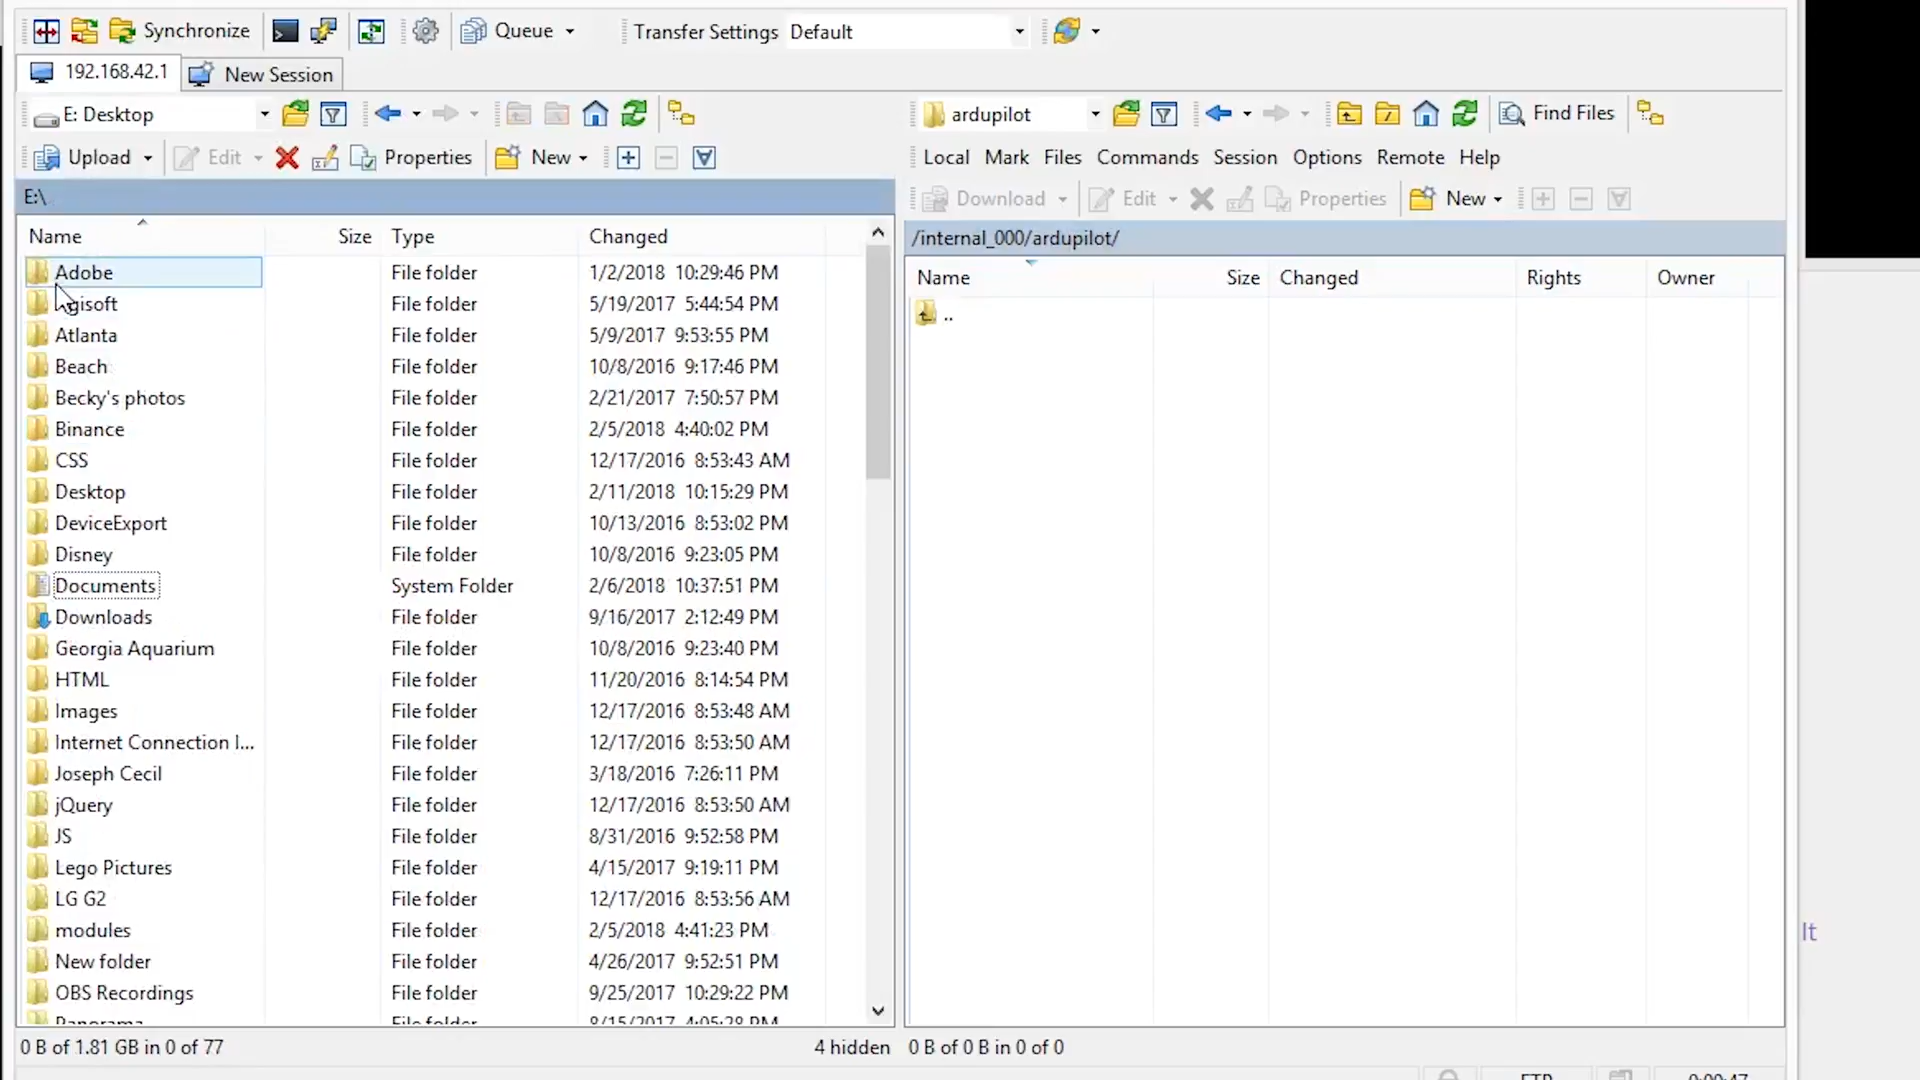 Synchronize Queue Transfer Settings Default
192.168.42.1 New Session
E: Desktop
Upload Edit Properties New
E:\
Name Size Type Changed
Adobe File folder 1/2/2018 10:29:46 PM
gisoft File folder 5/19/2017 5:44:54 PM
Atlanta File folder 5/9/2017 9:53:55 PM
Beach File folder 10/8/2016 9:17:46 PM
Becky's photos File folder 2/21/2017 7:50:57 PM
Binance File folder 2/5/2018 4:40:02 PM
CSS File folder 12/17/2016 8:53:43 AM
Desktop File folder 2/11/2018 10:15:29 PM
DeviceExport File folder 10/13/2016 8:53:02 PM
Disney File folder 10/8/2016 9:23:05 PM
Documents System Folder 2/6/2018 10:37:51 PM
Downloads File folder 9/16/2017 2:12:49 PM
Georgia Aquarium File folder 10/8/2016 9:23:40 PM
HTML File folder 11/20/2016 8:14:54 PM
Images File folder 12/17/2016 8:53:48 AM
Internet Connection I... File folder 12/17/2016 8:53:50 AM
Joseph Cecil File folder 3/18/2016 7:26:11 PM
jQuery File folder 12/17/2016 8:53:50 AM
JS File folder 8/31/2016 9:52:58 PM
Lego Pictures File folder 4/15/2017 9:19:11 PM
LG G2 File folder 12/17/2016 8:53:56 AM
modules File folder 2/5/2018 4:41:23 PM
New folder File folder 4/26/2017 9:52:51 PM
OBS Recordings File folder 9/25/2017 10:29:22 PM
Panorama File folder 8/15/2017 4:05:28 PM
0 B of 1.81 GB in 0 of 77 4 hidden
ardupilot Find Files
Local Mark Files Commands Session Options Remote Help
Download Edit Properties New
/internal_000/ardupilot/
Name Size Changed Rights Owner
..
0 B of 0 B in 0 of 0
FTP 0:00:47
It